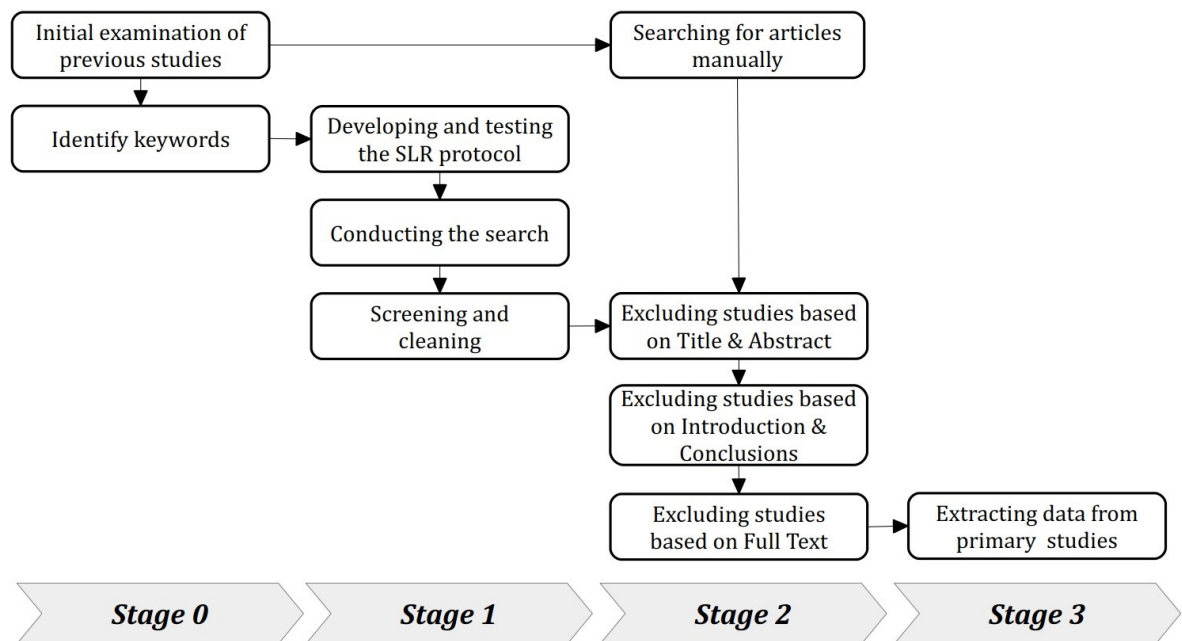 Initial examination of
previous studies
Searching for articles
manually
Identify keywords
Developing and testing
the SLR protocol
Conducting the search
Screening and
cleaning
Excluding studies based
on Title & Abstract
Excluding studies based
on Introduction &
Conclusions
Excluding studies
based on Full Text
Extracting data from
primary studies
Stage 0
Stage 1
Stage 2
Stage 3